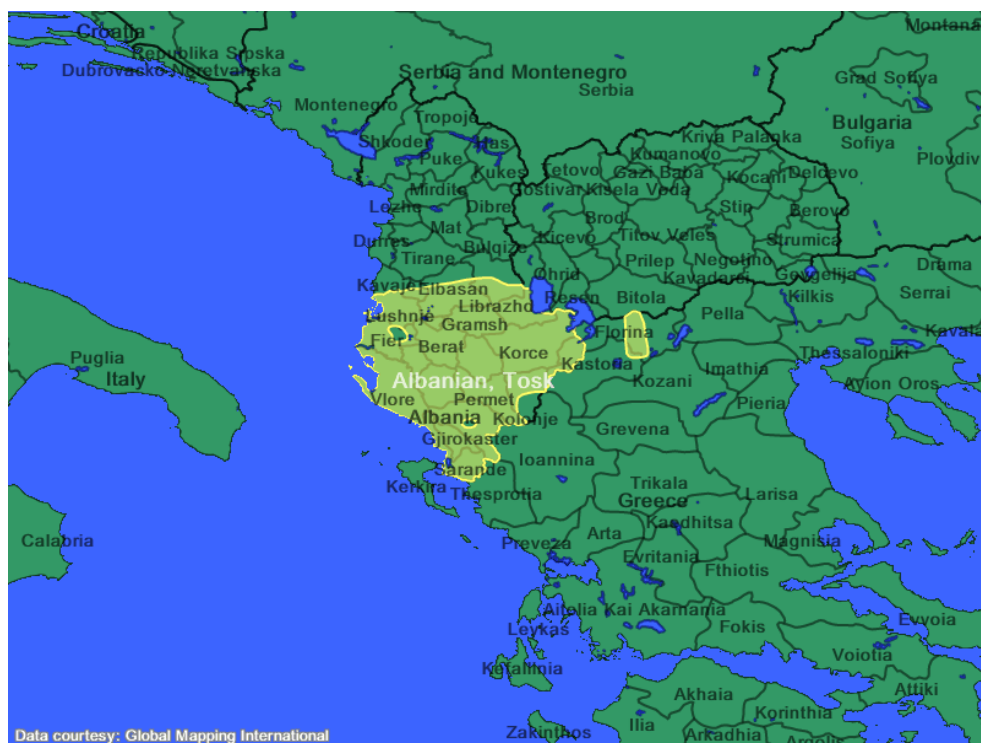 Croatia
Montana
Republika Srpska
Dubrovacko-Neretvanska
Serbia and Montenegro
Serbia
Grad Sofiya
Bulgaria
Sofiya
Plovdiv
Montenegro
Tropoje
Shkoder
Has
Puke
Kukes
Kriva Palanka
Kumanovo
Tetovo
Gazi Baba
Kocani
Delcevo
Mirdite
Gostivar
Kisela Voda
Lezhe
Dibre
Stip
Berovo
Mat
Brod
Durres
Bulqize
Kicevo
Titov Veles
Strumica
Tirane
Prilep
Negotino
Drama
Ohrid
Kavadarci
Gevgelija
Kavaje
Elbasan
Resen
Bitola
Kilkis
Serrai
Librazhd
Lushnje
Gramsh
Pella
Florina
Kavala
Fier
Berat
Korce
Thessaloniki
Puglia
Kastoria
Imathia
Italy
Albanian, Tosk
Kozani
Ayion Oros
Vlore
Permet
Pieria
Albania
Kolonje
Grevena
Gjirokaster
Ioannina
Sarande
Trikala
Kerkira
Thesprotia
Greece
Larisa
Kardhitsa
Calabria
Arta
Preveza
Magnisia
Evritania
Fthiotis
Aitolia Kai Akarnania
Evvoia
Levkas
Fokis
Voiotia
Kefallinia
Attiki
Akhaia
Korinthia
Zakinthos
Ilia
Arkadhia
Argolis
Data courtesy: Global Mapping International